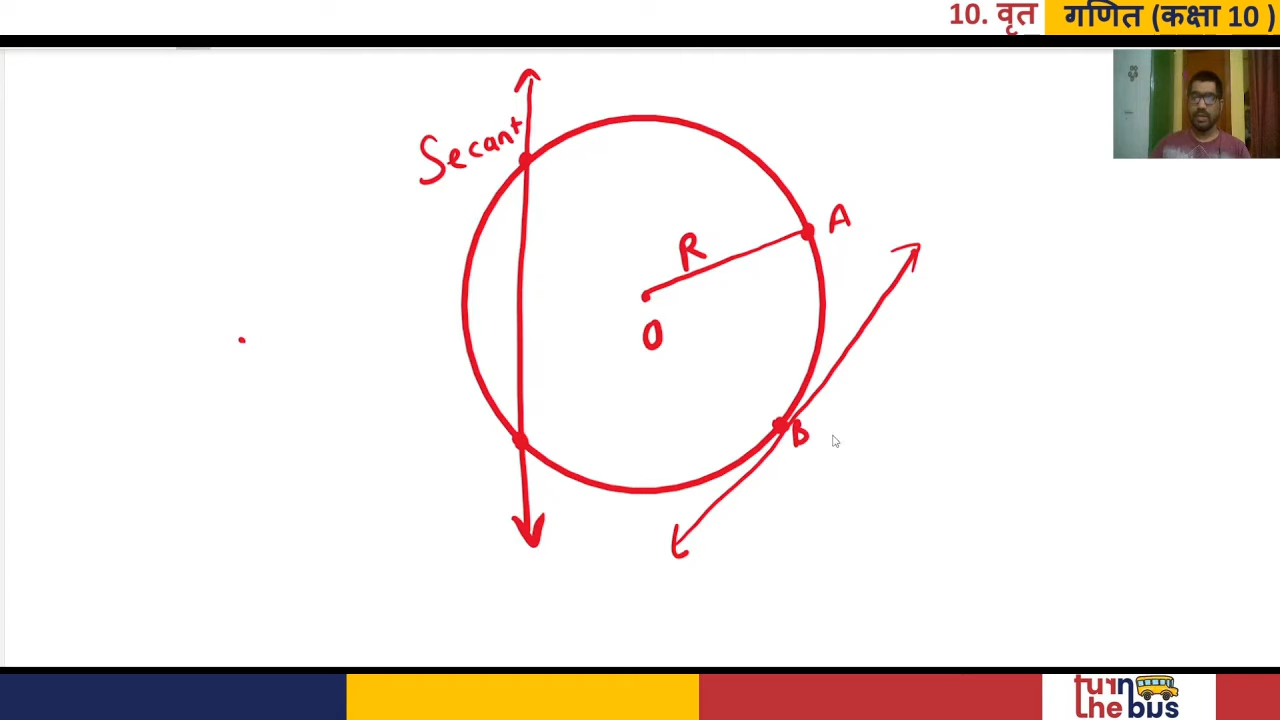 10. वृत गणित (कक्षा 10 )
Secant
A
R
O
B
turn
the bus